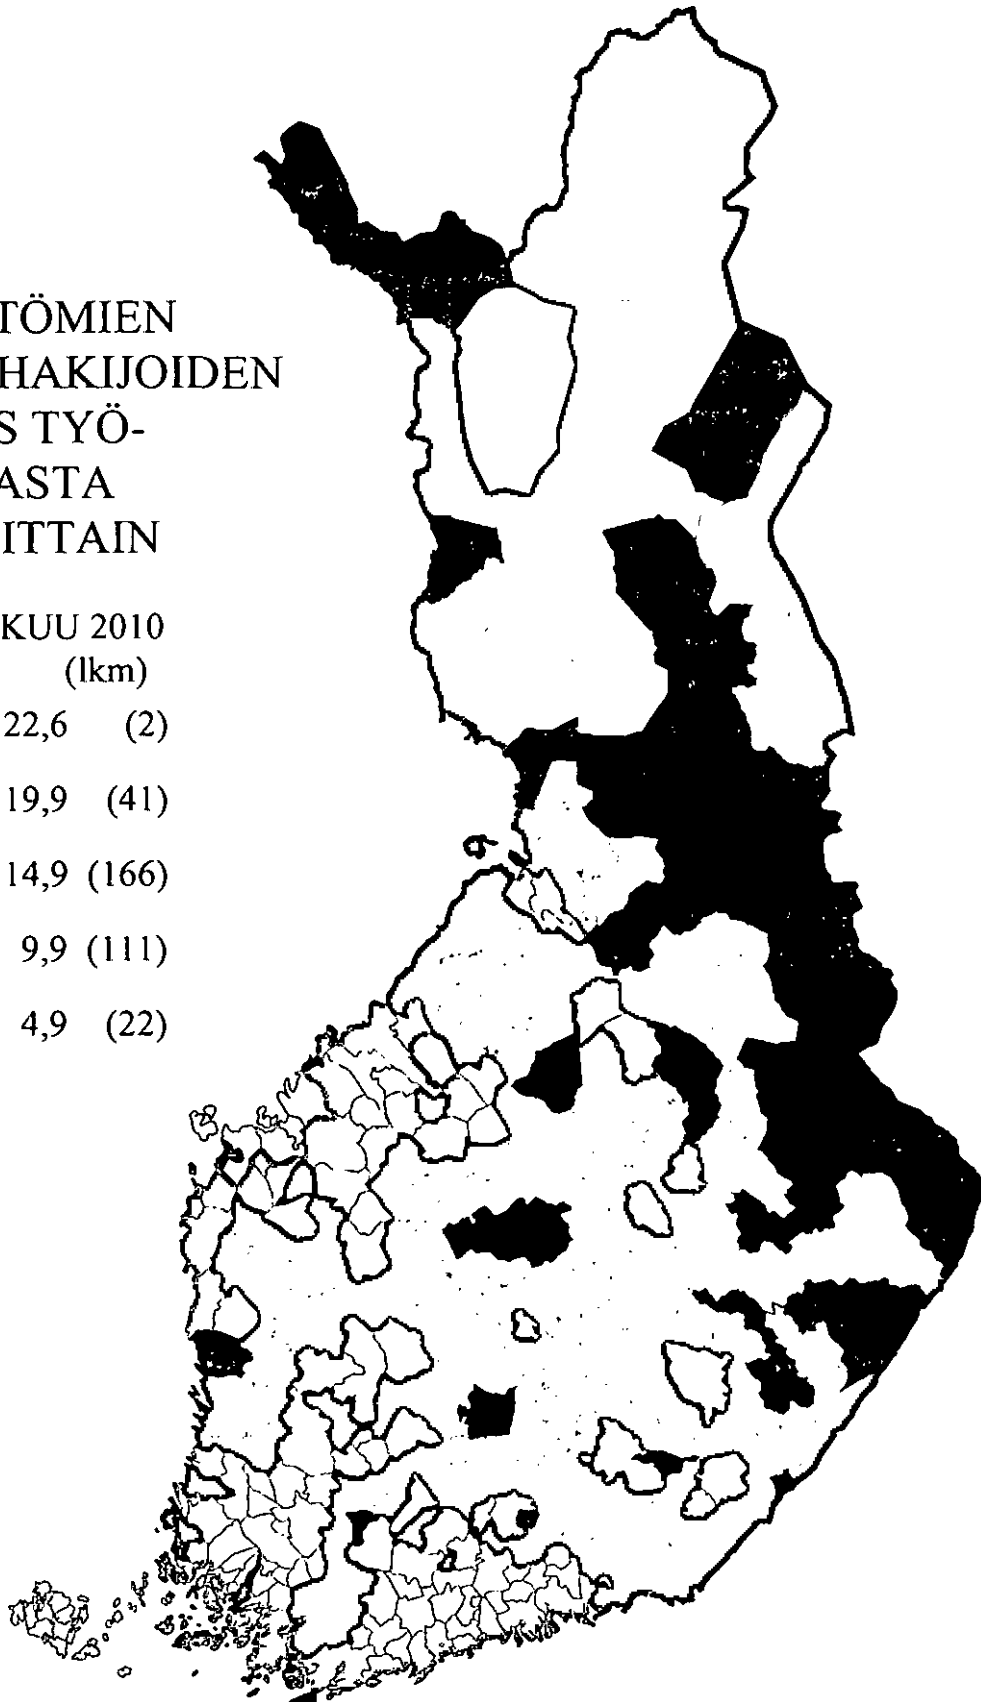 TÖMIEN
HAKIJOIDEN
S TYÖ-
ASTA
ITTAIN
KUU 2010
(lkm)
22,6 (2)
19,9 (41)
14,9 (166)
9,9 (111)
4,9 (22)